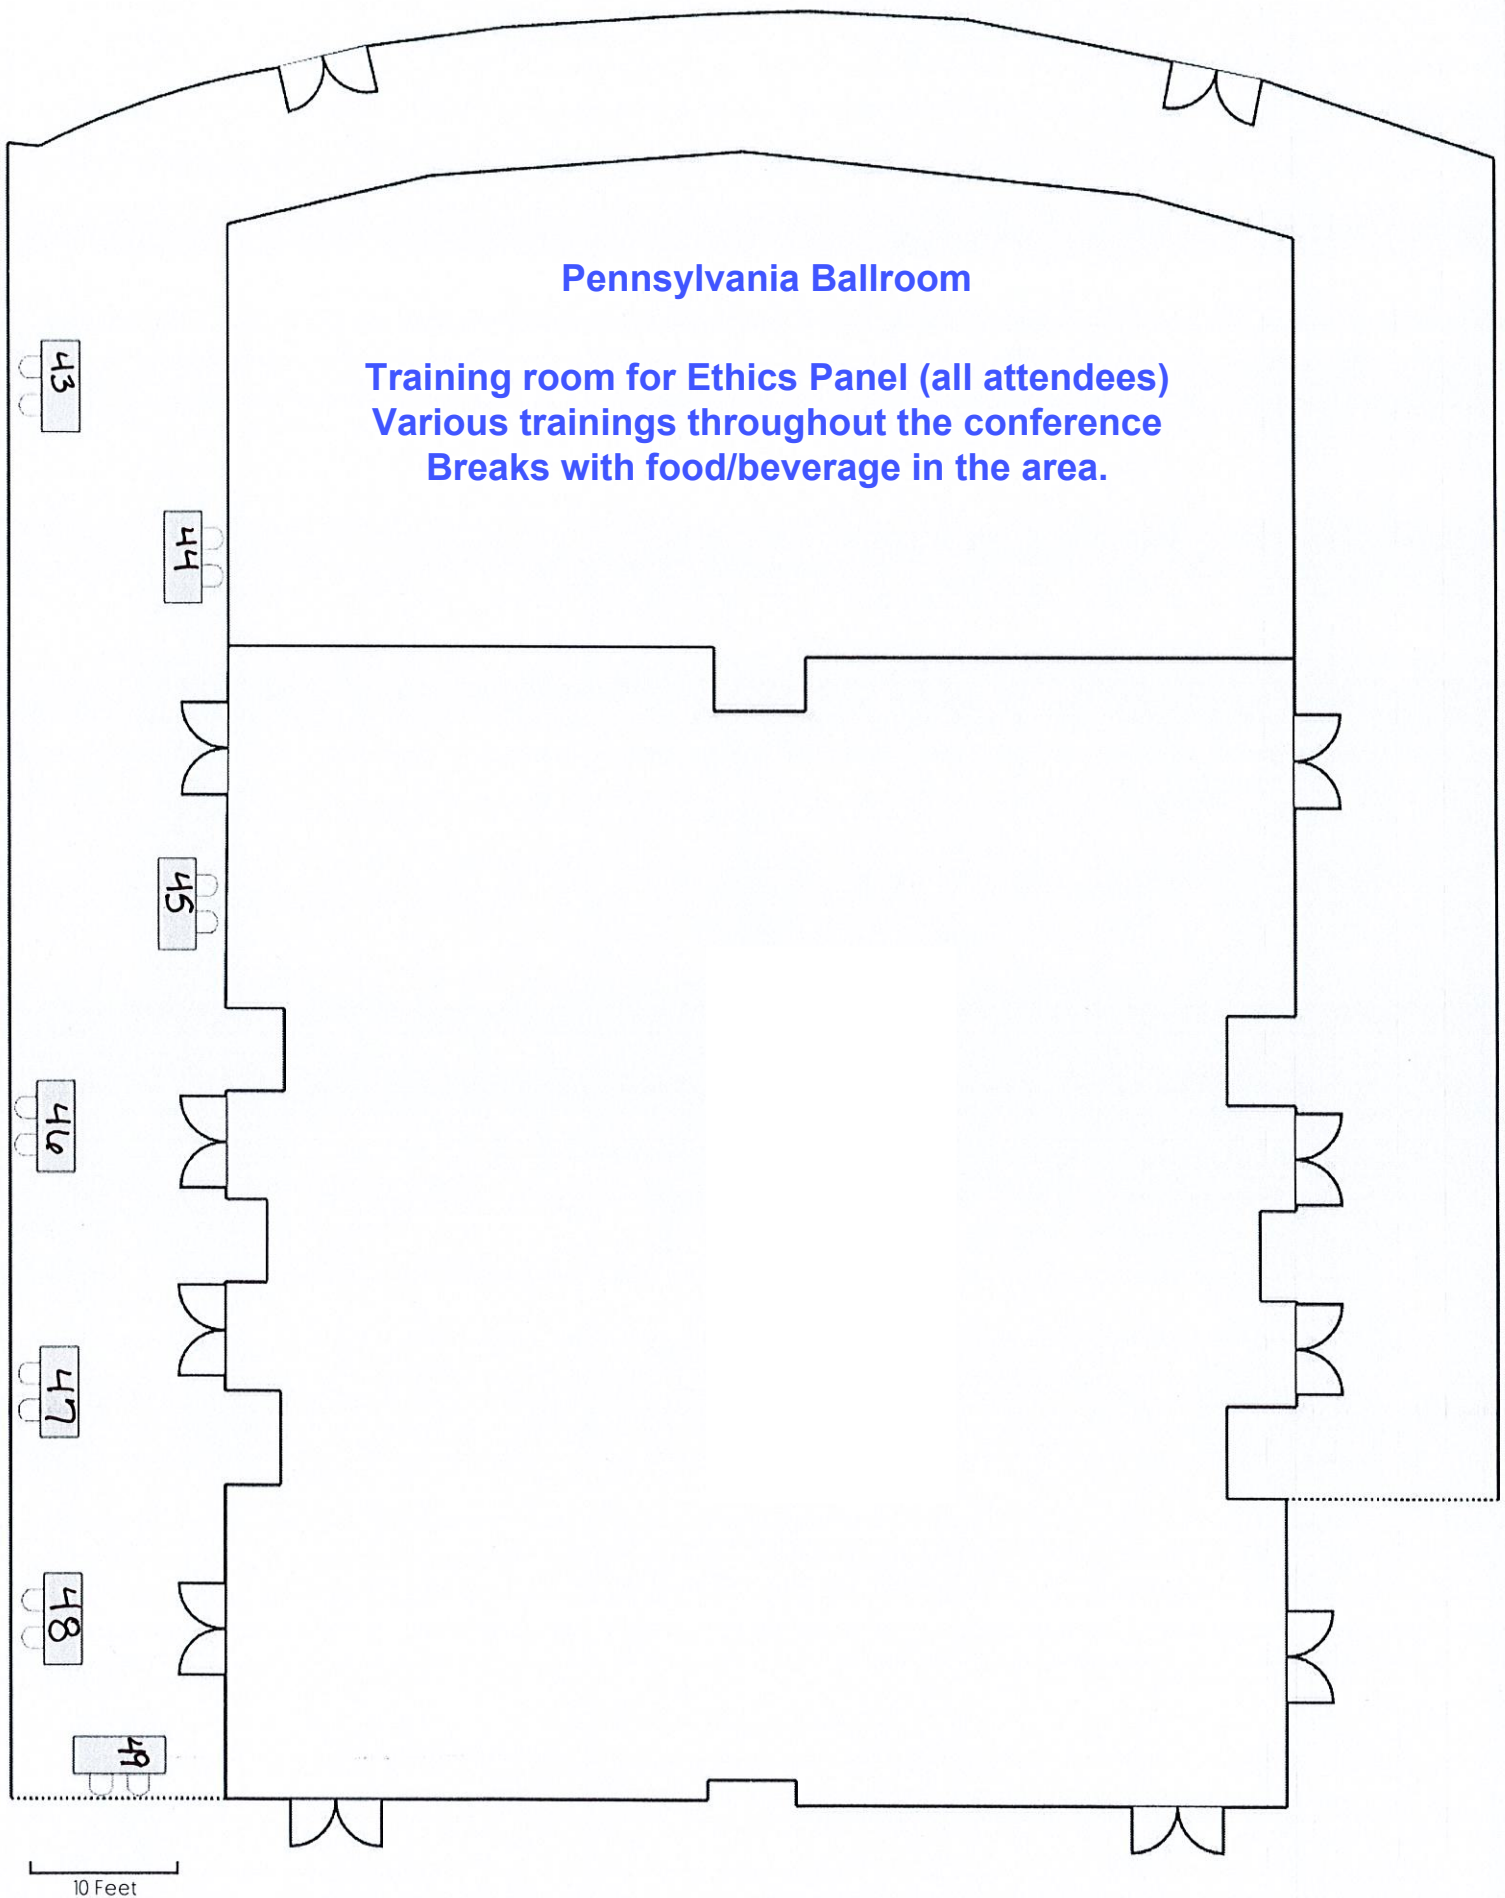 Pennsylvania Ballroom
Training room for Ethics Panel (all attendees)
Various trainings throughout the conference
Breaks with food/beverage in the area.
43
44
45
46
47
48
49
10 Feet